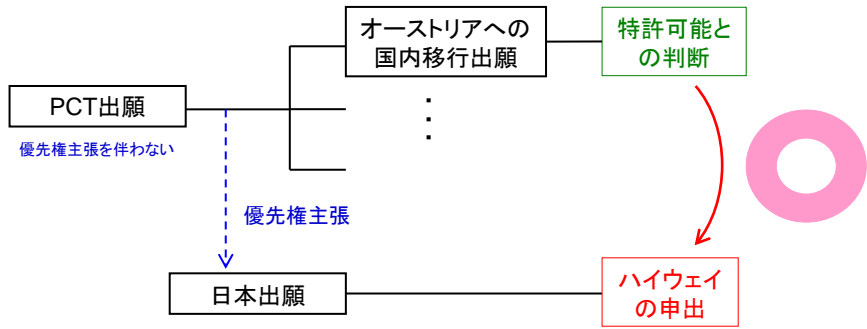 オーストリアへの
国内移行出願
特許可能と
の判断
PCT出願
優先権主張を伴わない
優先権主張
日本出願
ハイウェイ
の申出